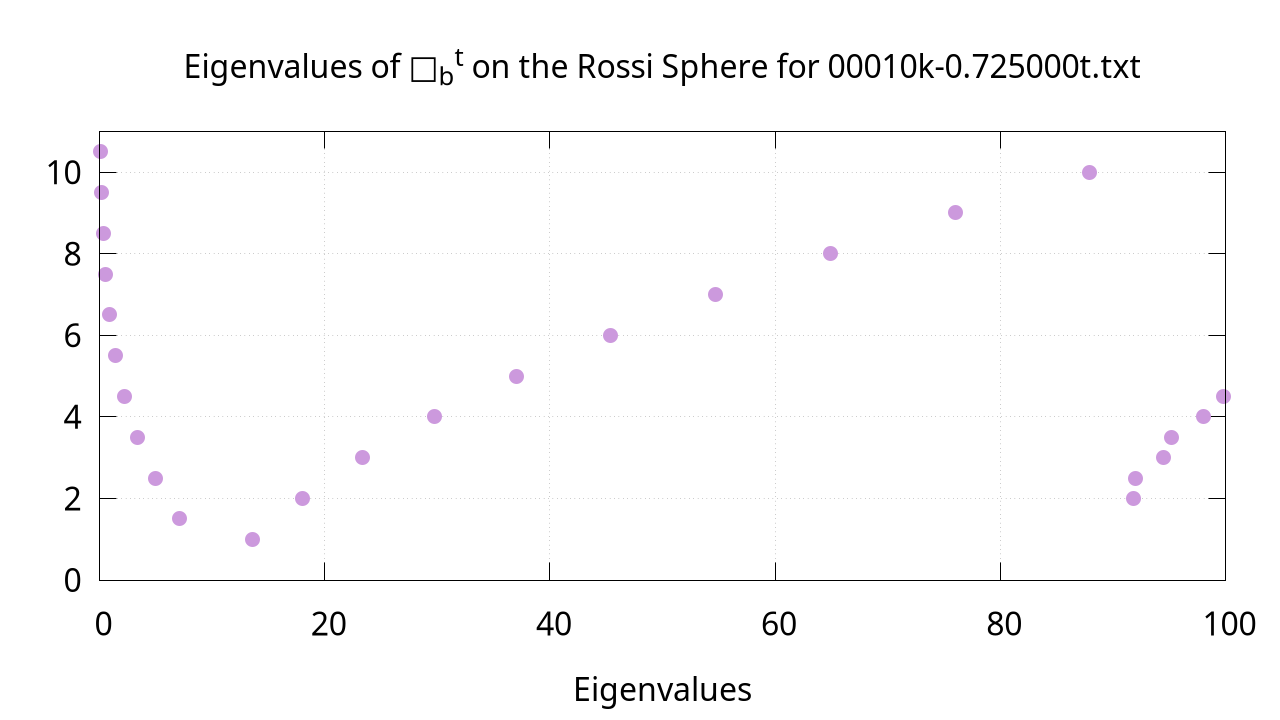 Eigenvalues of □bᵗ on the Rossi Sphere for 00010k-0.725000t.txt
10
8
6
4
2
0
0 20 40 60 80 100
Eigenvalues